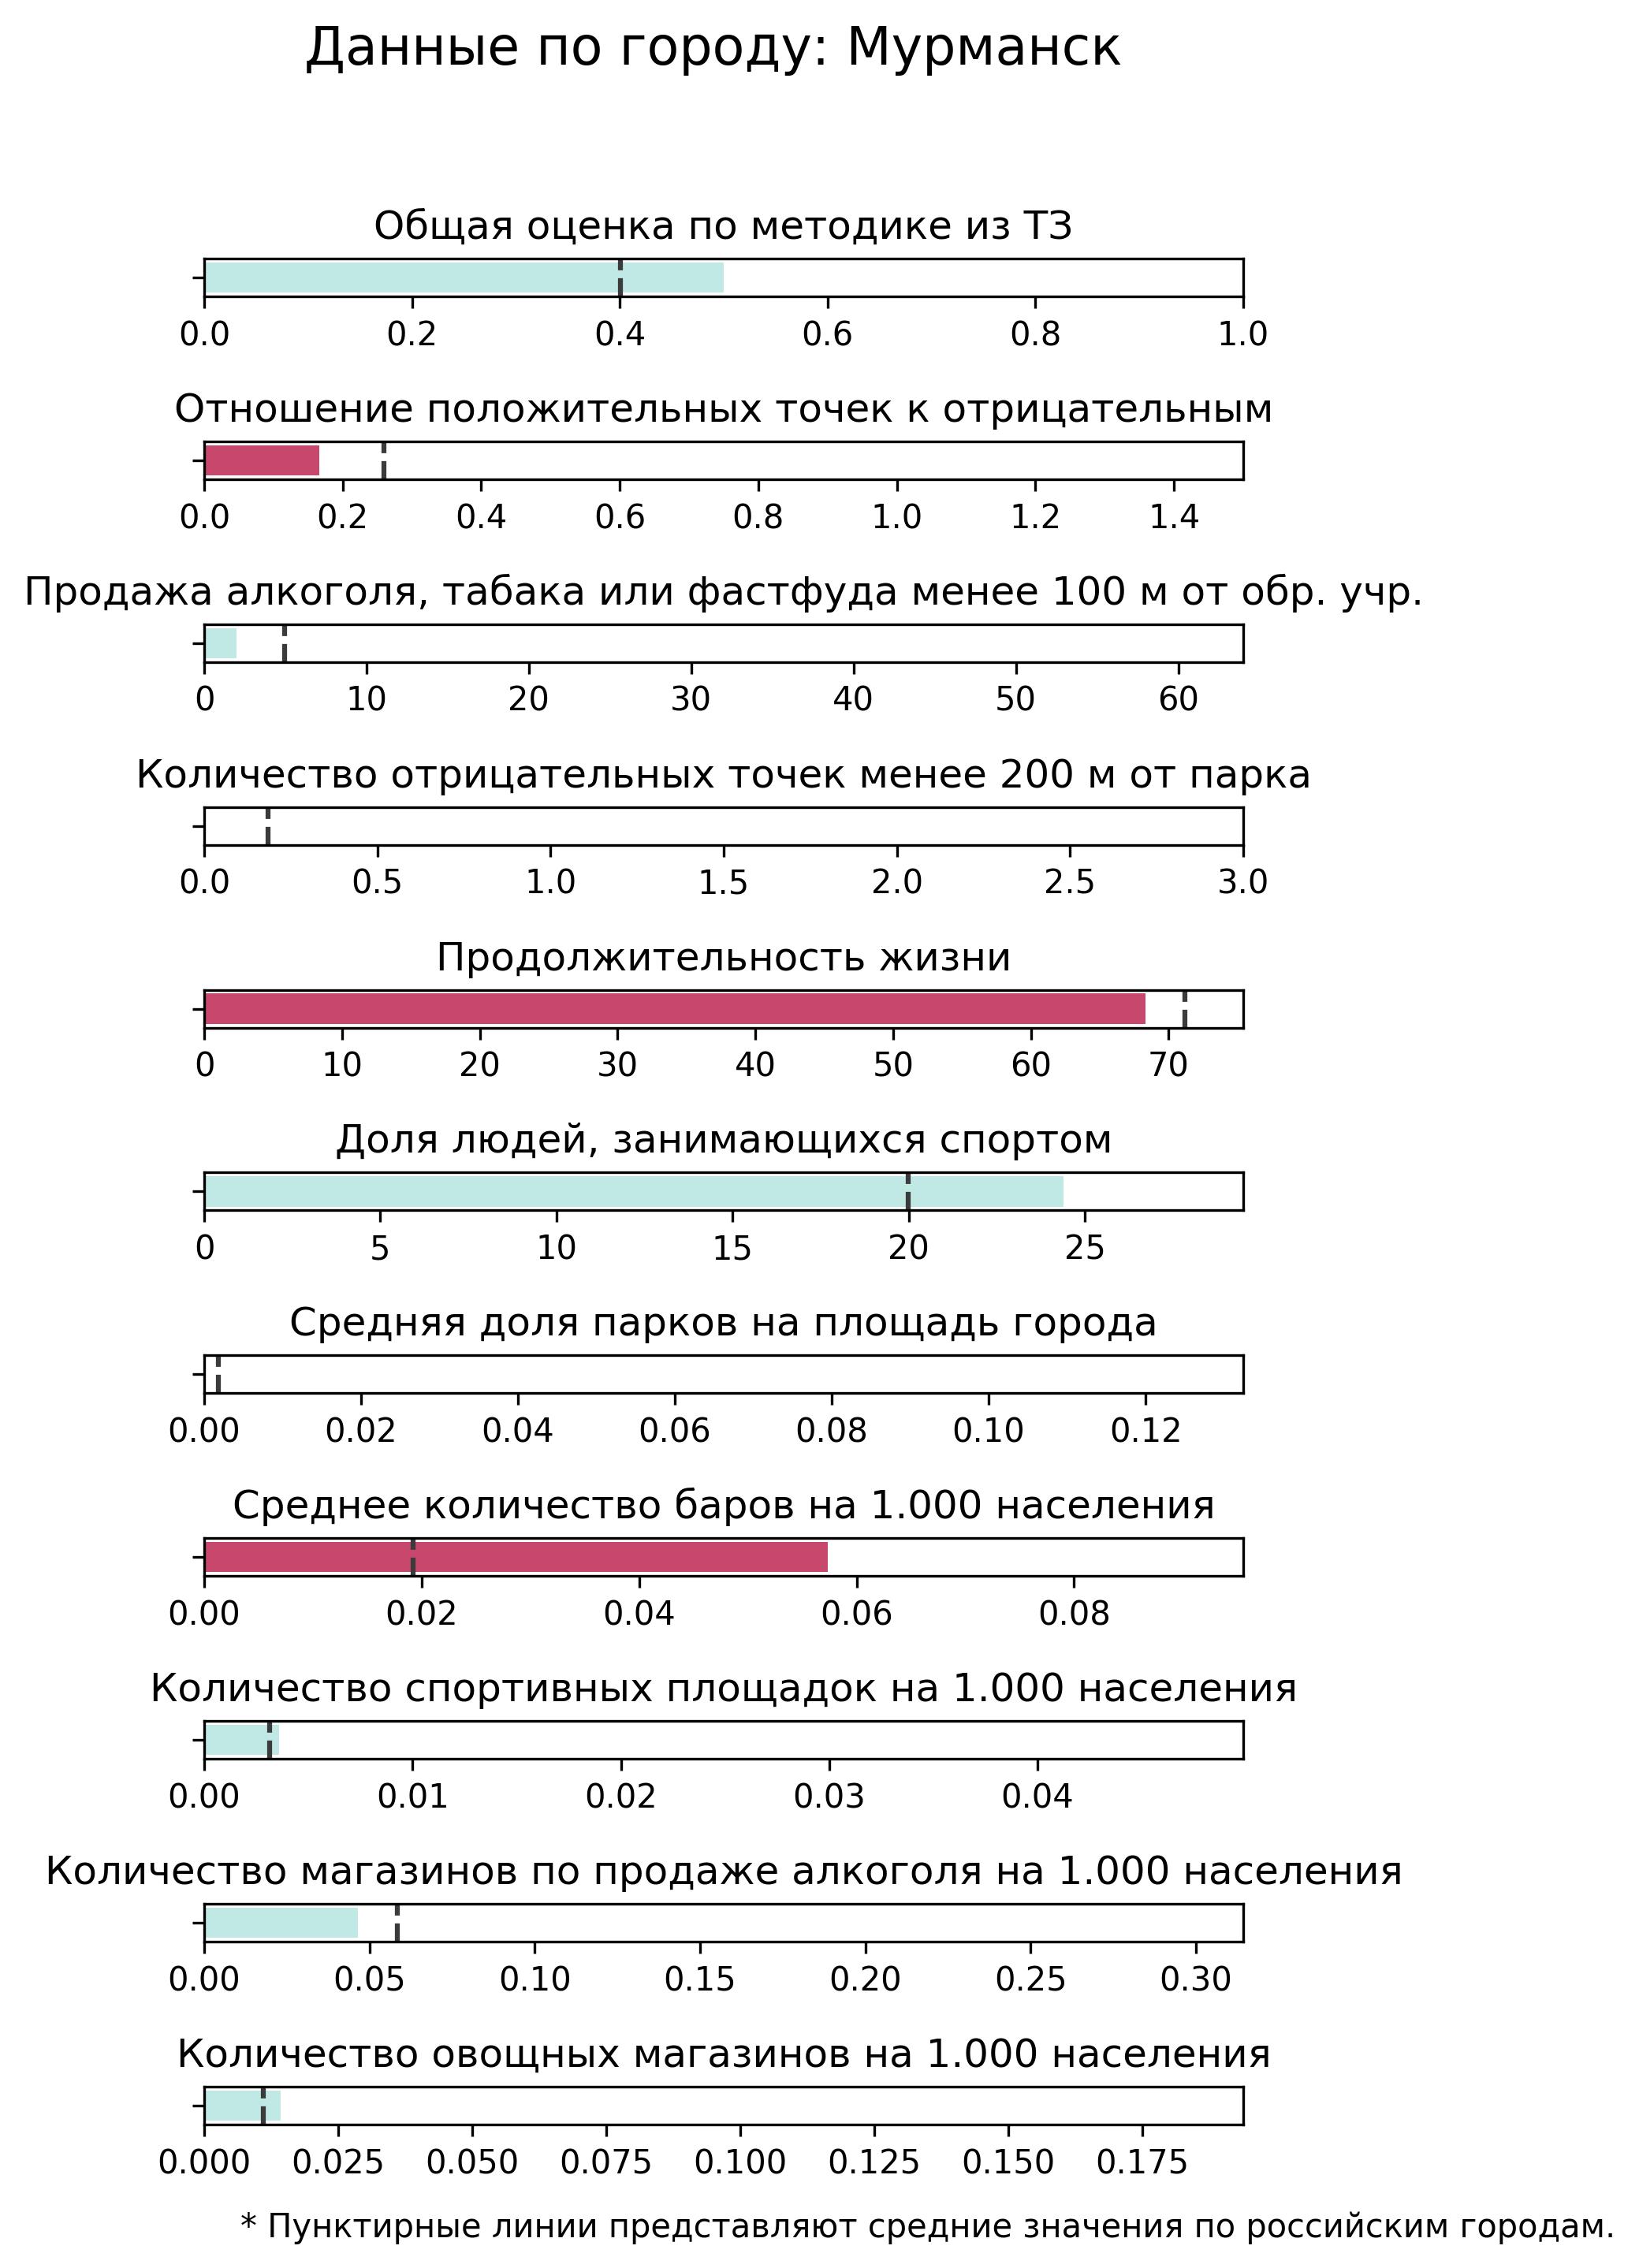 Данные по городу: Мурманск
Общая оценка по методике из ТЗ
0.0 0.2 0.4 0.6 0.8 1.0
Отношение положительных точек к отрицательным
0.0 0.2 0.4 0.6 0.8 1.0 1.2 1.4
Продажа алкоголя, табака или фастфуда менее 100 м от обр. учр.
0 10 20 30 40 50 60
Количество отрицательных точек менее 200 м от парка
0.0 0.5 1.0 1.5 2.0 2.5 3.0
Продолжительность жизни
0 10 20 30 40 50 60 70
Доля людей, занимающихся спортом
0 5 10 15 20 25
Средняя доля парков на площадь города
0.00 0.02 0.04 0.06 0.08 0.10 0.12
Среднее количество баров на 1.000 населения
0.00 0.02 0.04 0.06 0.08
Количество спортивных площадок на 1.000 населения
0.00 0.01 0.02 0.03 0.04
Количество магазинов по продаже алкоголя на 1.000 населения
0.00 0.05 0.10 0.15 0.20 0.25 0.30
Количество овощных магазинов на 1.000 населения
0.000 0.025 0.050 0.075 0.100 0.125 0.150 0.175
* Пунктирные линии представляют средние значения по российским городам.